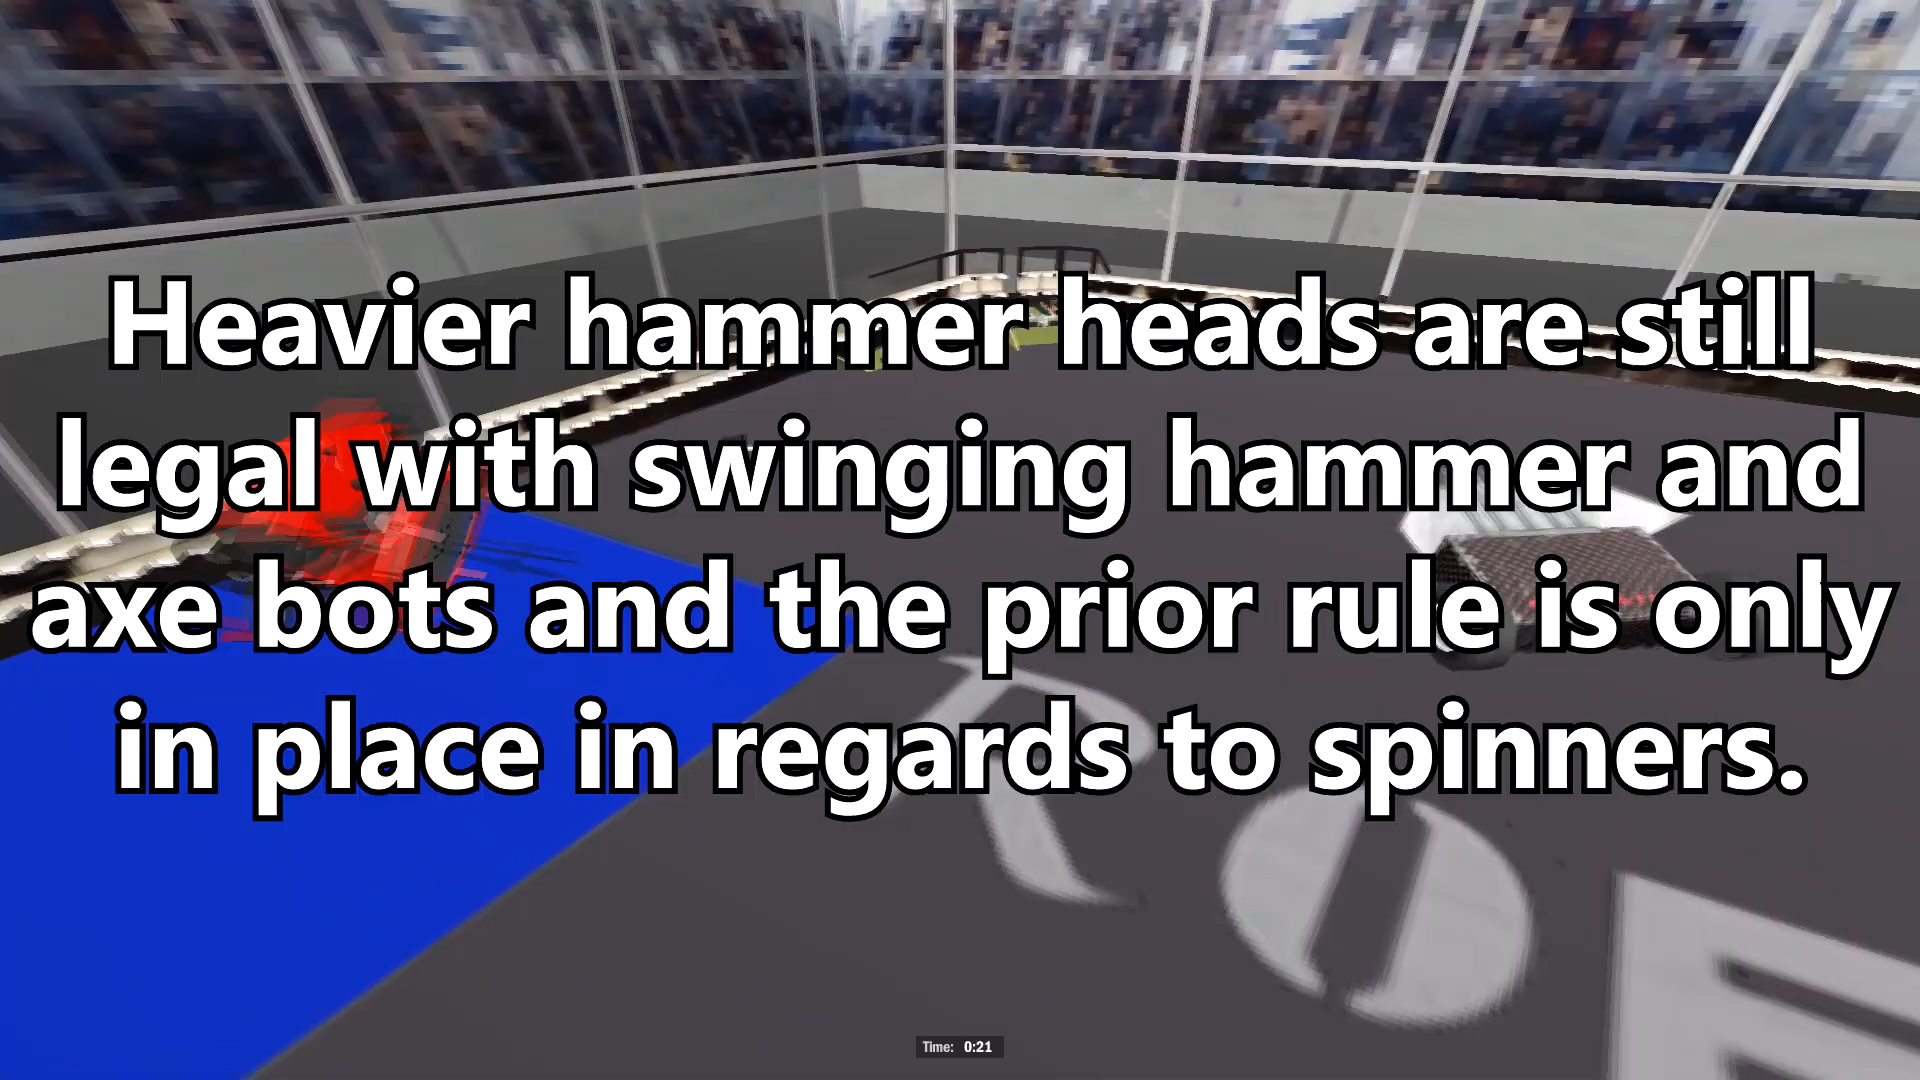 Heavier hammer heads are still
legal with swinging hammer and
axe bots and the prior rule is only
in place in regards to spinners.
R O
Time: 0:21